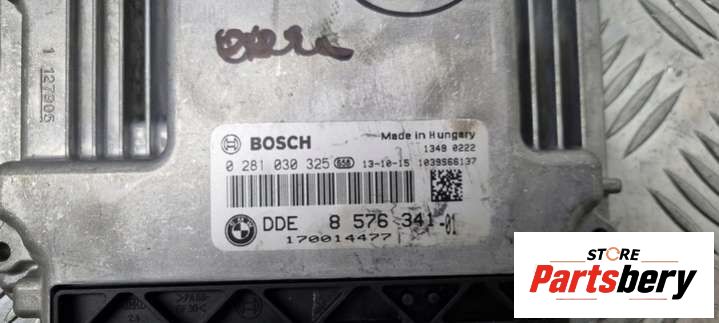 1 127905
BOSCH
Made in Hungary
1349 0222
0 281 030 325 G58 13-10-15 1039S66137
DDE 8 576 341-01
170014477
STORE
Partsbery